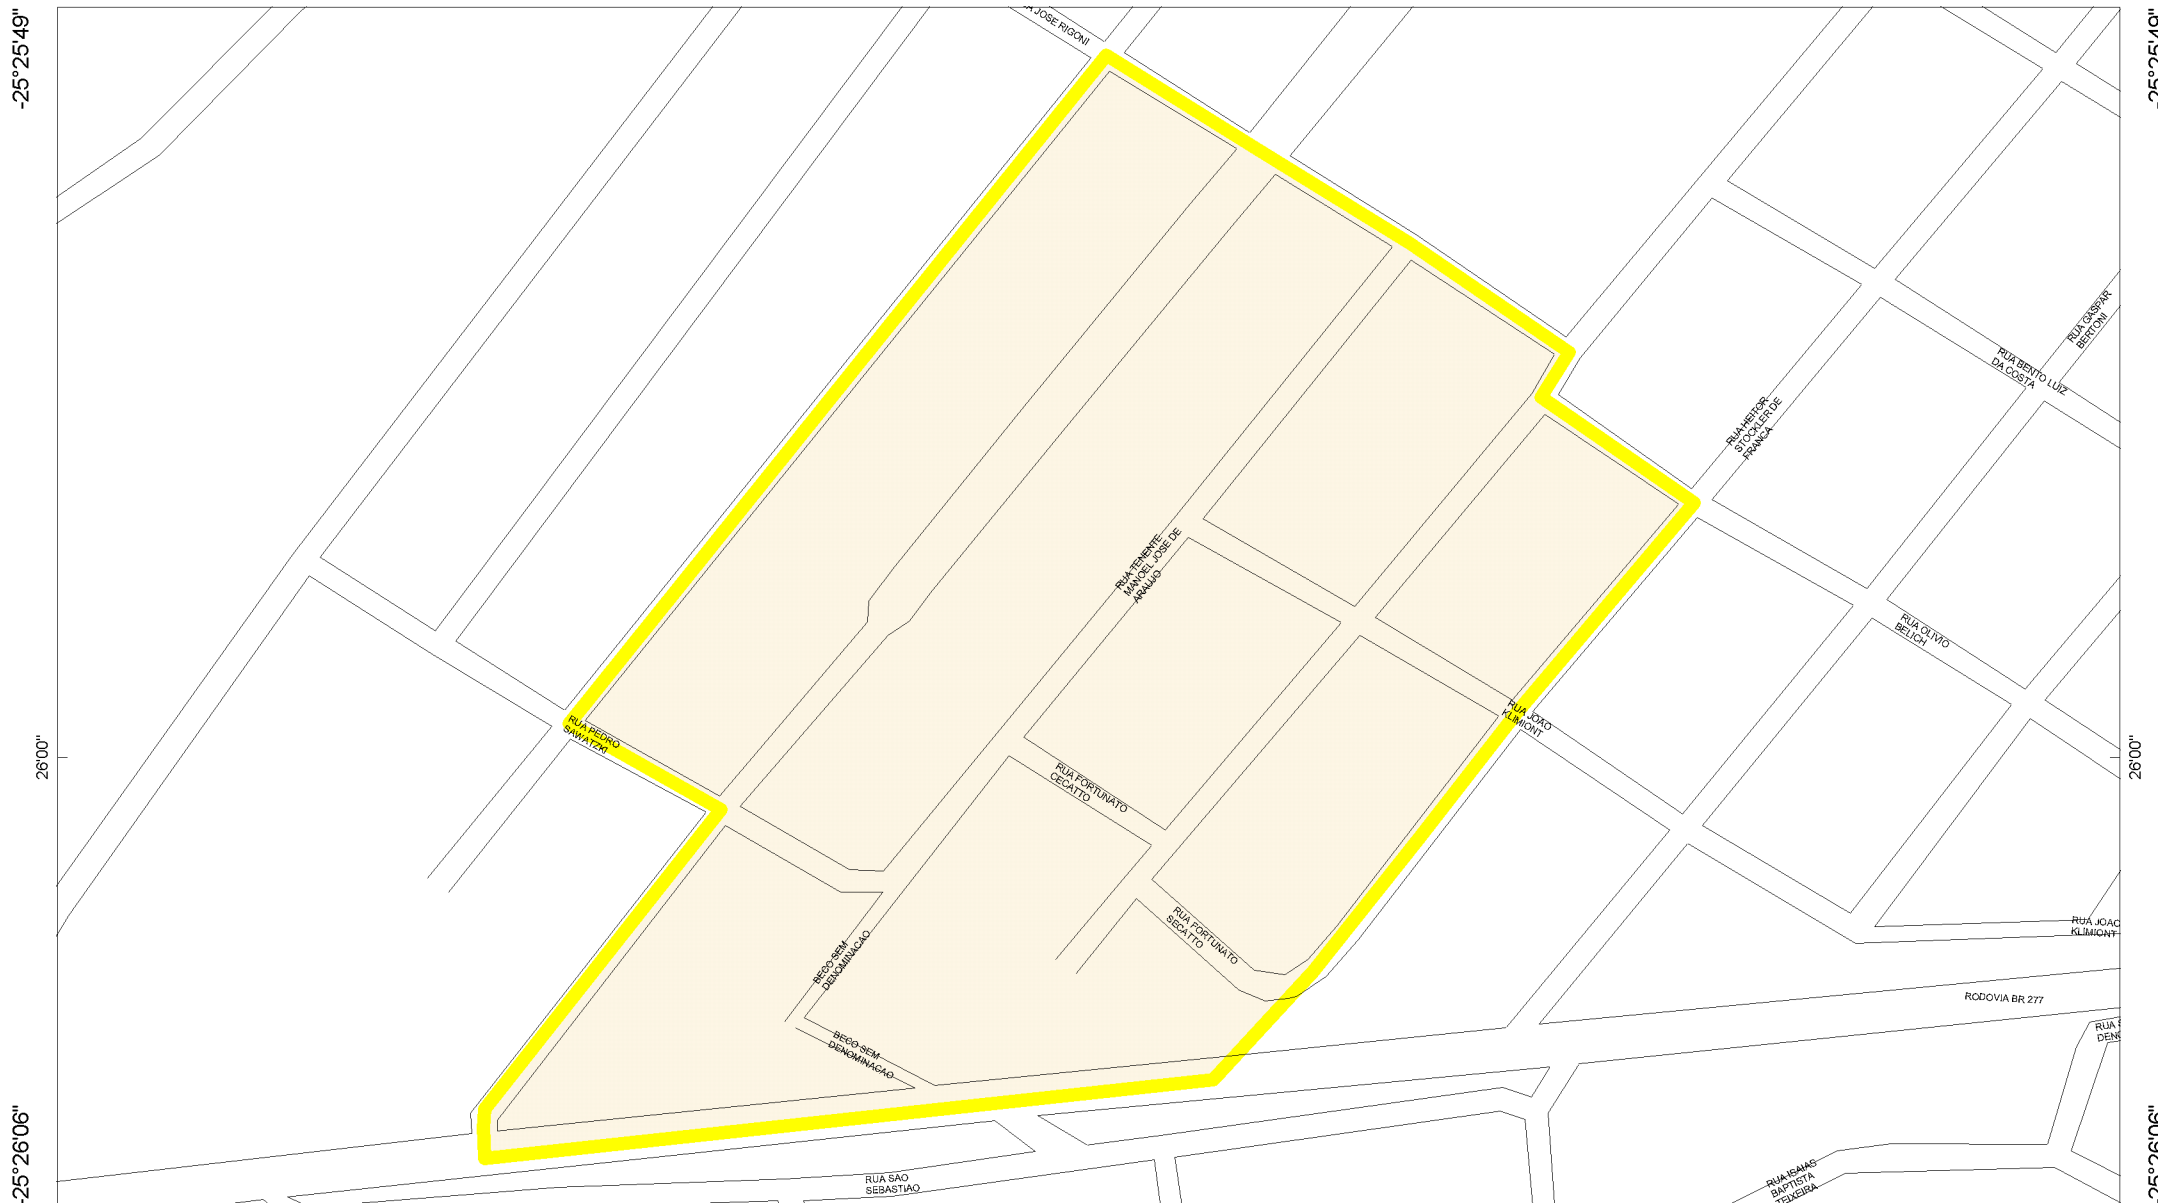 -25°25'49"
-25°25'49"
JOSE RIGONI
RUA GASPAR
BERTONI
RUA BENTO LUIZ
DA COSTA
RUA HEITOR
STOCKLER DE
FRANCA
RUA TENENTE
MANOEL JOSE DE
ARAUJO
RUA OLIVIO
BELICH
RUA JOAO
KLIMIONT
RUA PEDRO
SAWATZKI
26'00"
26'00"
RUA FORTUNATO
CECATTO
RUA FORTUNATO
SECATTO
RUA JOAO
KLIMIONT
BECO SEM
DENOMINACAO
RODOVIA BR 277
RUA
BECO SEM
DENOMINACAO
-25°26'06"
-25°26'06"
RUA SAO
SEBASTIAO
RUA ISAIAS
BAPTISTA
TEIXEIRA